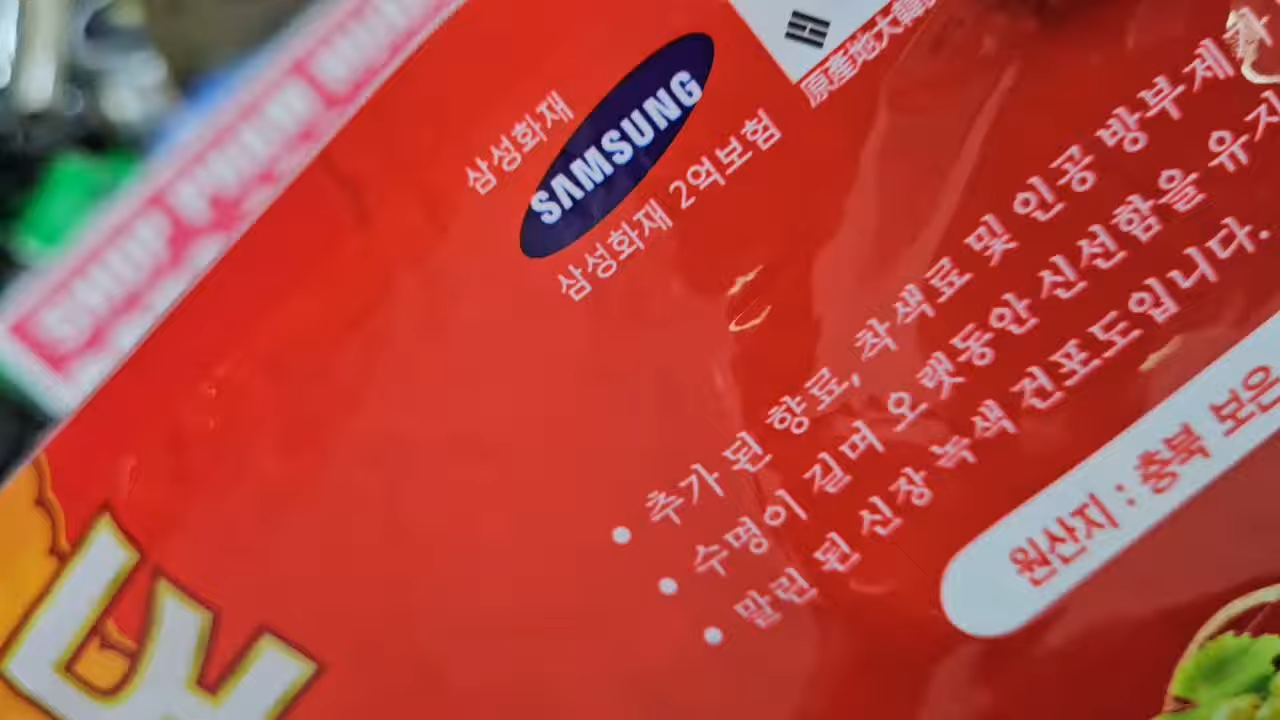 삼성화재
SAMSUNG
삼성화재 2억보험
原產地大韓
• 추가 된 향료, 착색료 및 인공 방부제
• 수명이 길며 오랫동안 신선함을 유지
• 말린 된 신장 녹색 건포도입니다.
원산지 : 충북 보은